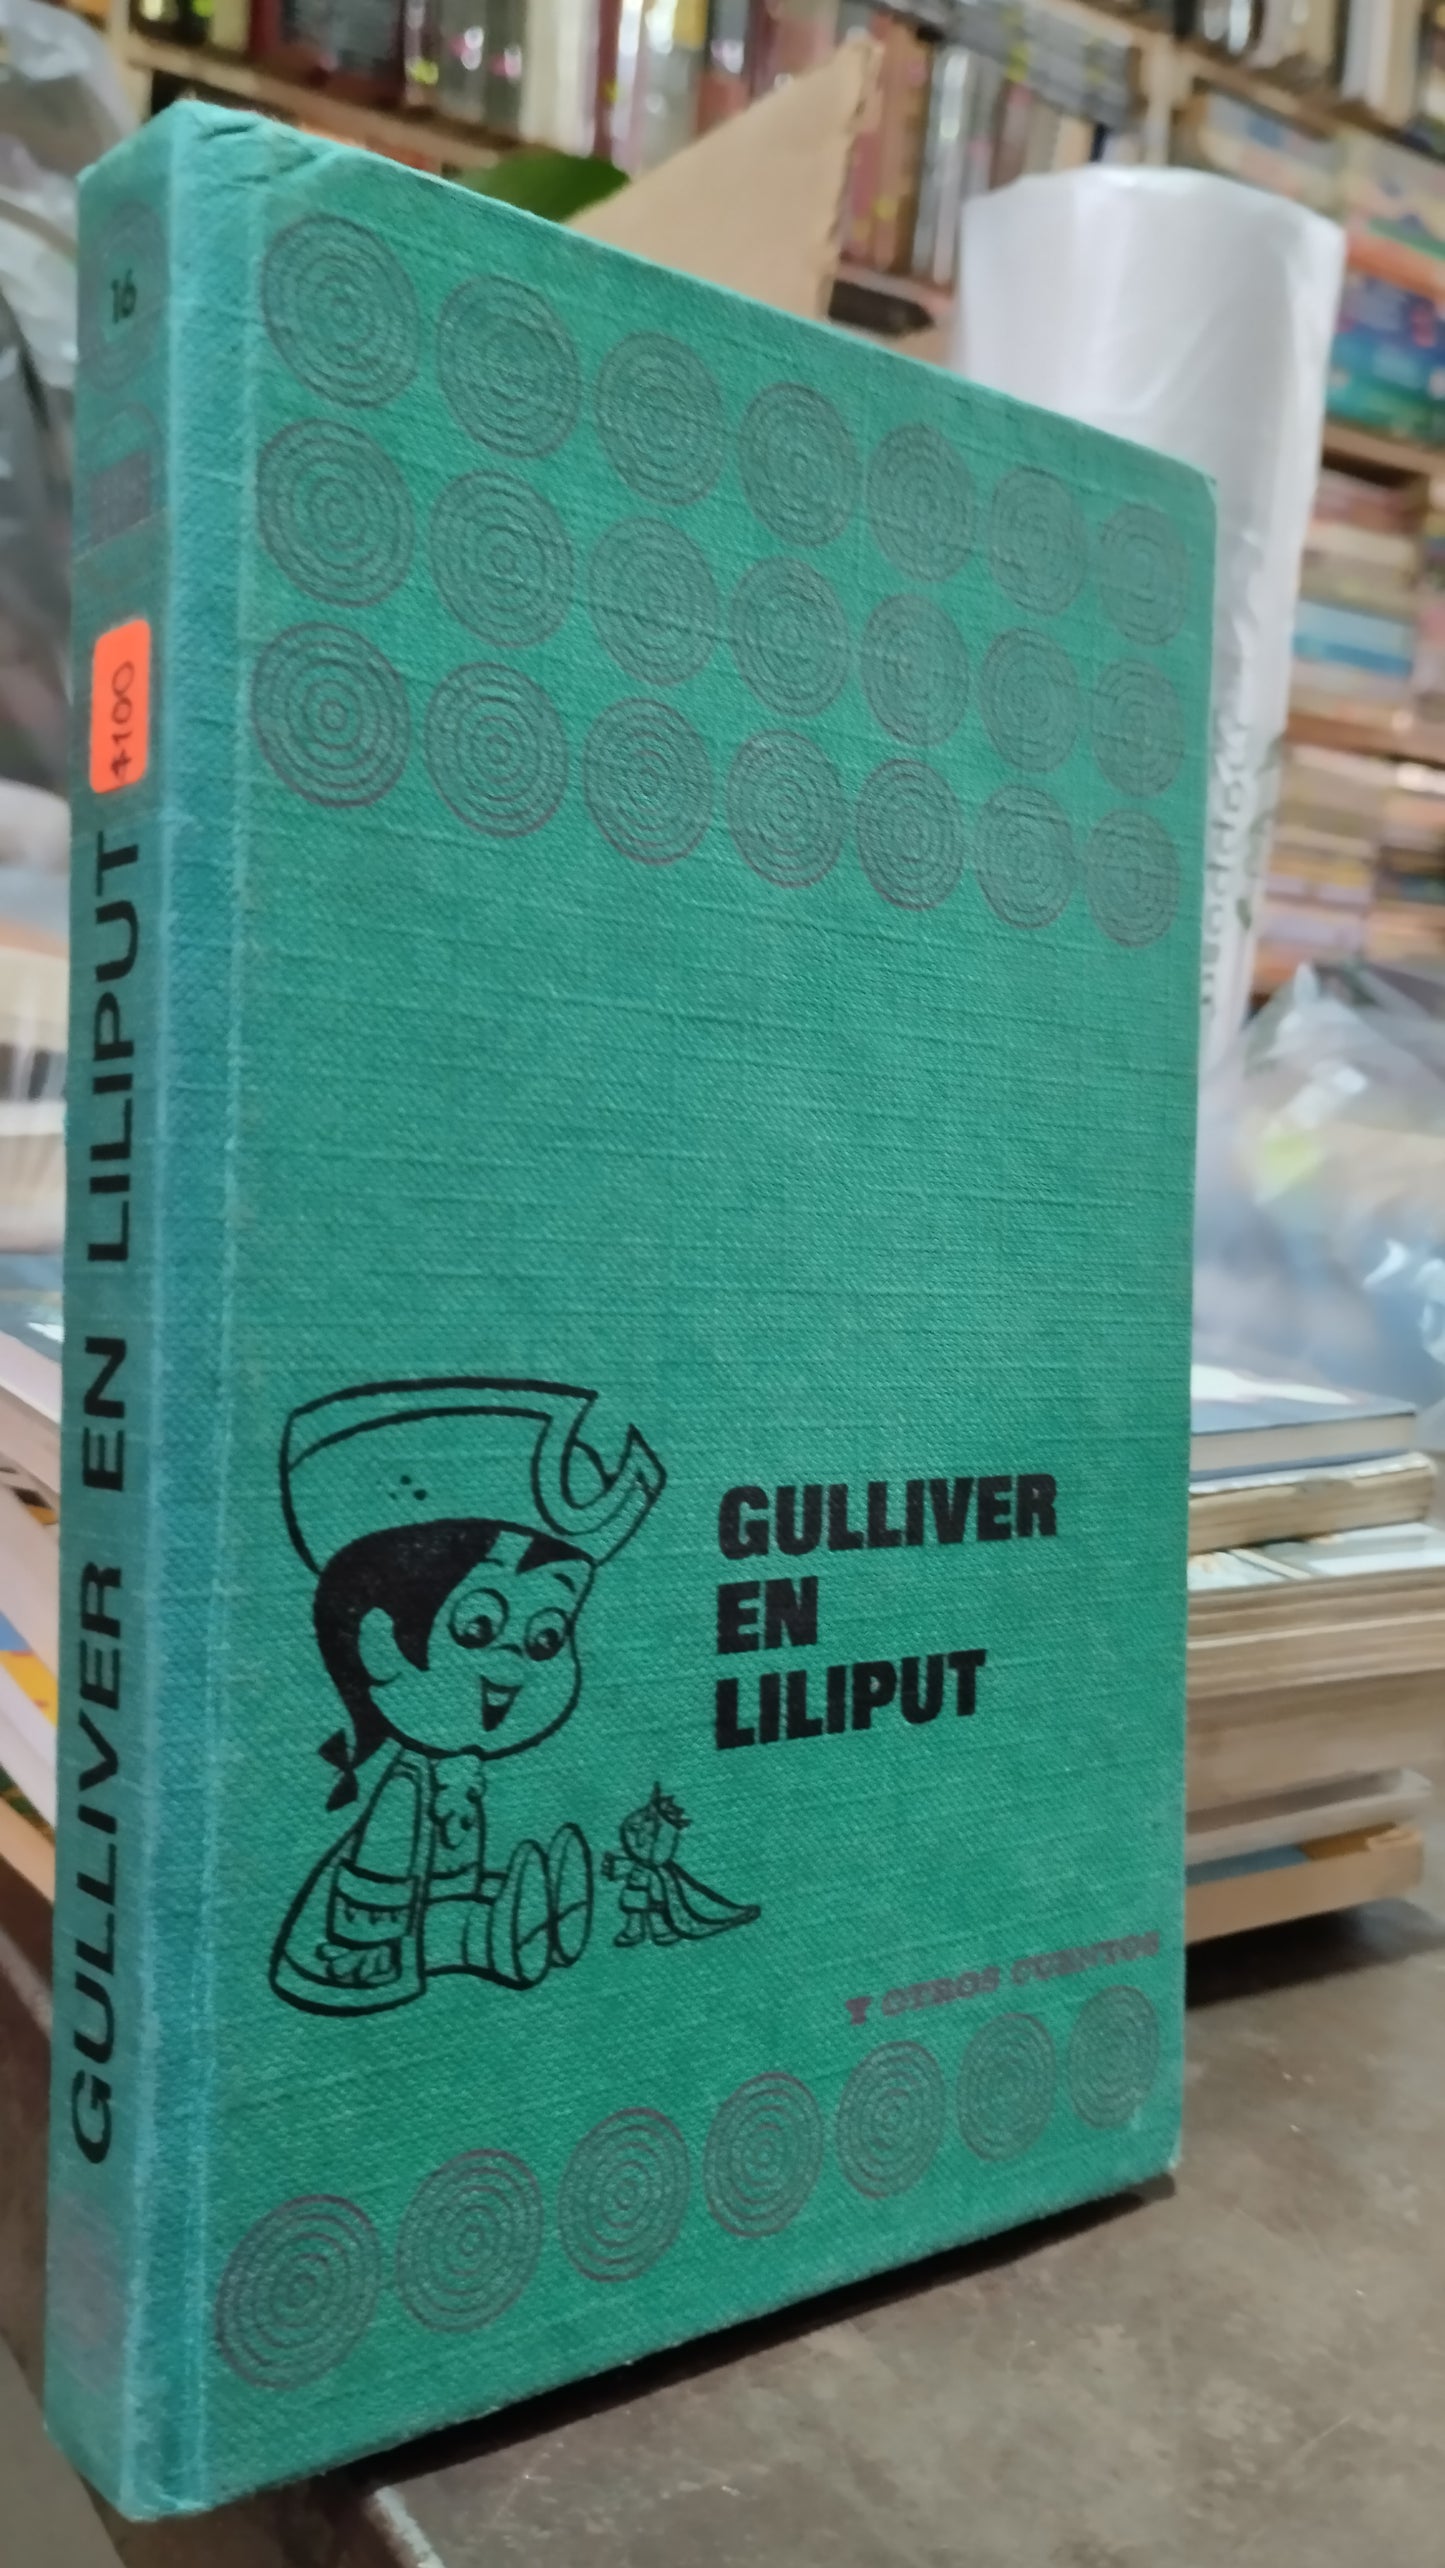 16
$100
GULLIVER EN LILIPUT
GULLIVER
EN
LILIPUT
Y OTROS CUENTOS